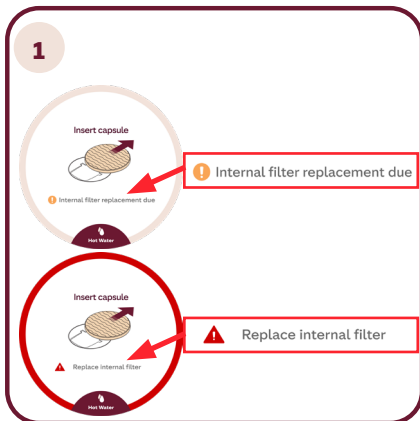 1
Insert capsule
! Internal filter replacement due
! Internal filter replacement due
Hot Water
Insert capsule
! Replace internal filter
! Replace internal filter
Hot Water